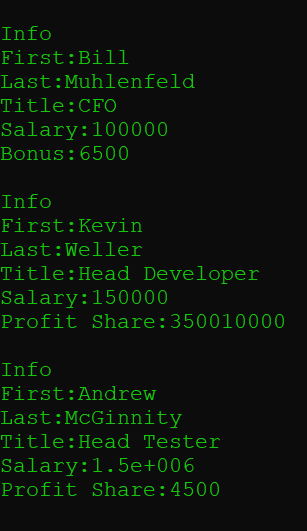 Info
First:Bill
Last:Muhlenfeld
Title:CFO
Salary:100000
Bonus:6500
Info
First:Kevin
Last:Weller
Title:Head Developer
Salary:150000
Profit Share:350010000
Info
First:Andrew
Last:McGinnity
Title:Head Tester
Salary:1.5e+006
Profit Share:4500